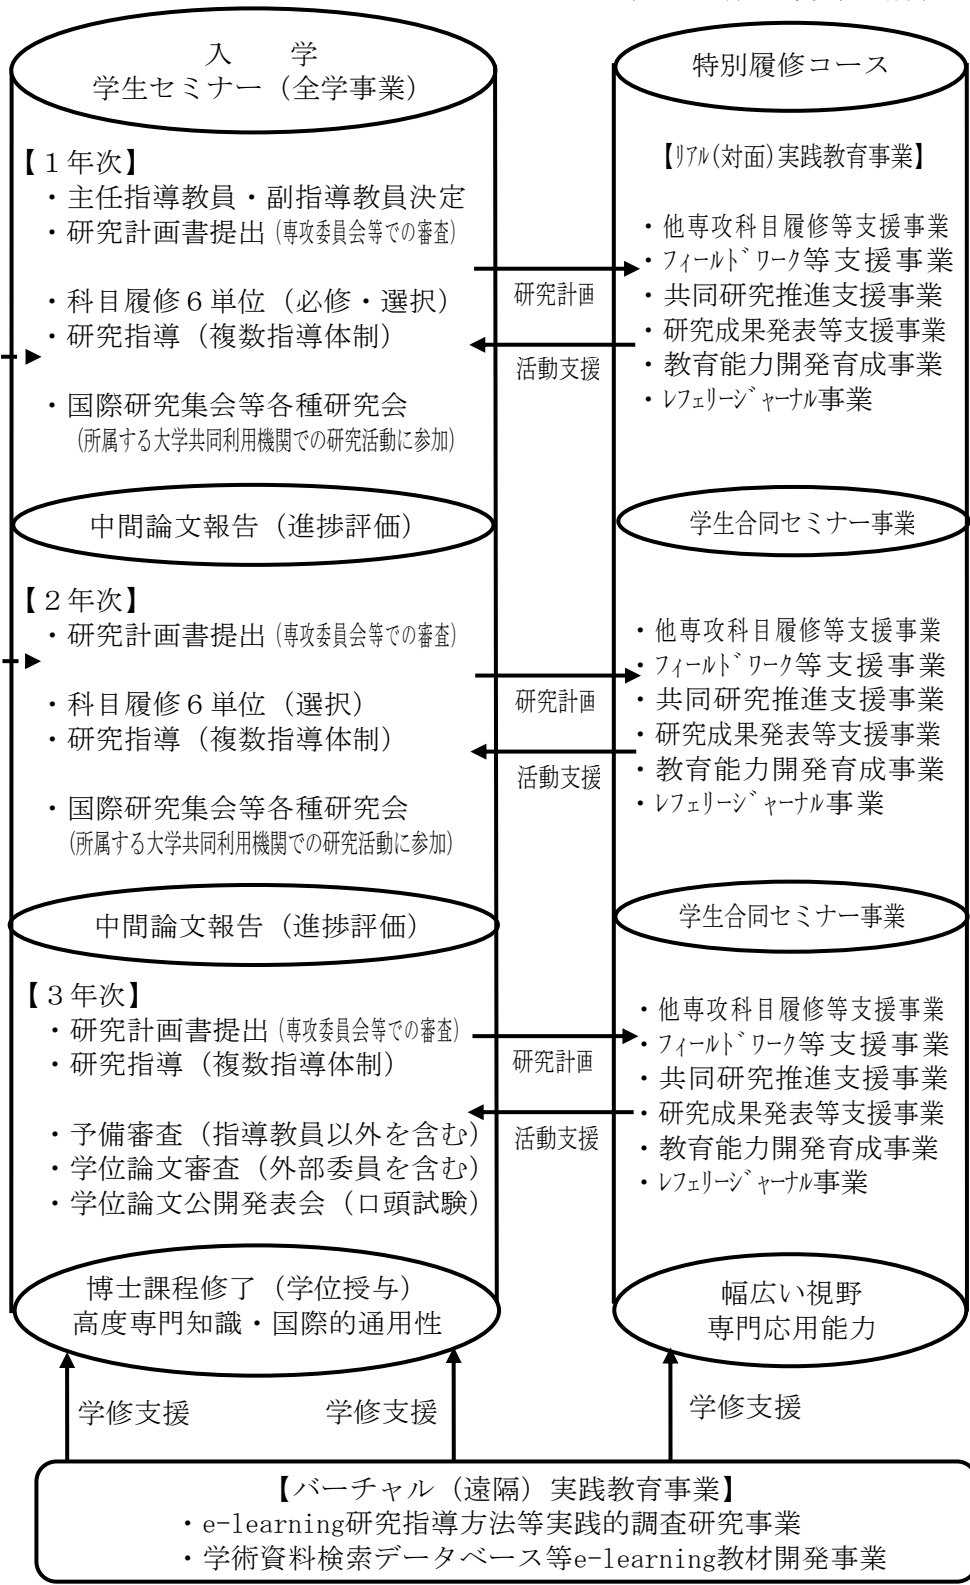 入　学
学生セミナー（全学事業）
【１年次】
・主任指導教員・副指導教員決定
・研究計画書提出（専攻委員会等での審査）
・科目履修６単位（必修・選択）
・研究指導（複数指導体制）
・国際研究集会等各種研究会
（所属する大学共同利用機関での研究活動に参加）
中間論文報告（進捗評価）
【２年次】
・研究計画書提出（専攻委員会等での審査）
・科目履修６単位（選択）
・研究指導（複数指導体制）
・国際研究集会等各種研究会
（所属する大学共同利用機関での研究活動に参加）
中間論文報告（進捗評価）
【３年次】
・研究計画書提出（専攻委員会等での審査）
・研究指導（複数指導体制）
・予備審査（指導教員以外を含む）
・学位論文審査（外部委員を含む）
・学位論文公開発表会（口頭試験）
博士課程修了（学位授与）
高度専門知識・国際的通用性
研究計画
活動支援
研究計画
活動支援
研究計画
活動支援
特別履修コース
【ﾘｱﾙ(対面)実践教育事業】
・他専攻科目履修等支援事業
・ﾌｨｰﾙﾄﾞﾜｰｸ等支援事業
・共同研究推進支援事業
・研究成果発表等支援事業
・教育能力開発育成事業
・ﾚﾌｪﾘｰｼﾞｬｰﾅﾙ事業
学生合同セミナー事業
・他専攻科目履修等支援事業
・ﾌｨｰﾙﾄﾞﾜｰｸ等支援事業
・共同研究推進支援事業
・研究成果発表等支援事業
・教育能力開発育成事業
・ﾚﾌｪﾘｰｼﾞｬｰﾅﾙ事業
学生合同セミナー事業
・他専攻科目履修等支援事業
・ﾌｨｰﾙﾄﾞﾜｰｸ等支援事業
・共同研究推進支援事業
・研究成果発表等支援事業
・教育能力開発育成事業
・ﾚﾌｪﾘｰｼﾞｬｰﾅﾙ事業
幅広い視野
専門応用能力
学修支援
学修支援
学修支援
【バーチャル（遠隔）実践教育事業】
・e-learning研究指導方法等実践的調査研究事業
・学術資料検索データベース等e-learning教材開発事業